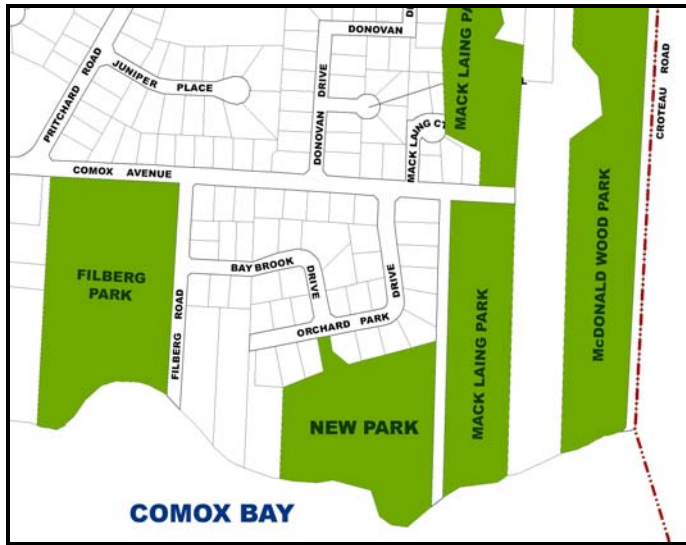 DONOVAN
PRITCHARD ROAD
JUNIPER PLACE
DONOVAN DRIVE
MACK LAING CT
MACK LAING PA
CROTEAU ROAD
COMOX AVENUE
FILBERG
PARK
BAY BROOK DRIVE
FILBERG ROAD
ORCHARD PARK DRIVE
MACK LAING PARK
McDONALD WOOD PARK
NEW PARK
COMOX BAY